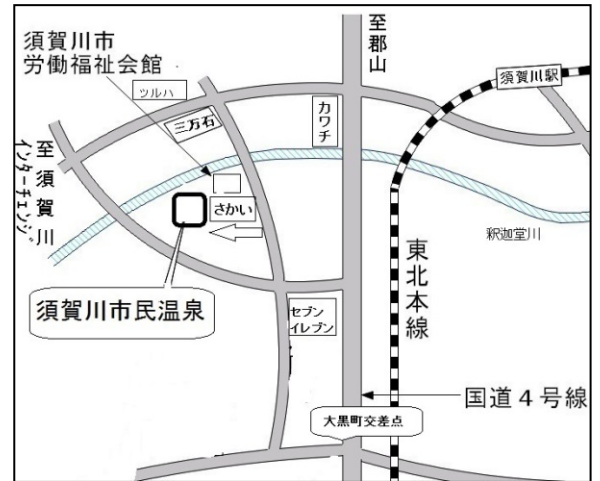 須賀川市
労働福祉会館
ツルハ
三万石
至郡山
カワチ
須賀川駅
至須賀川
インターチェンジ
さかい
釈迦堂川
須賀川市民温泉
東北本線
セブン
イレブン
国道４号線
大黒町交差点